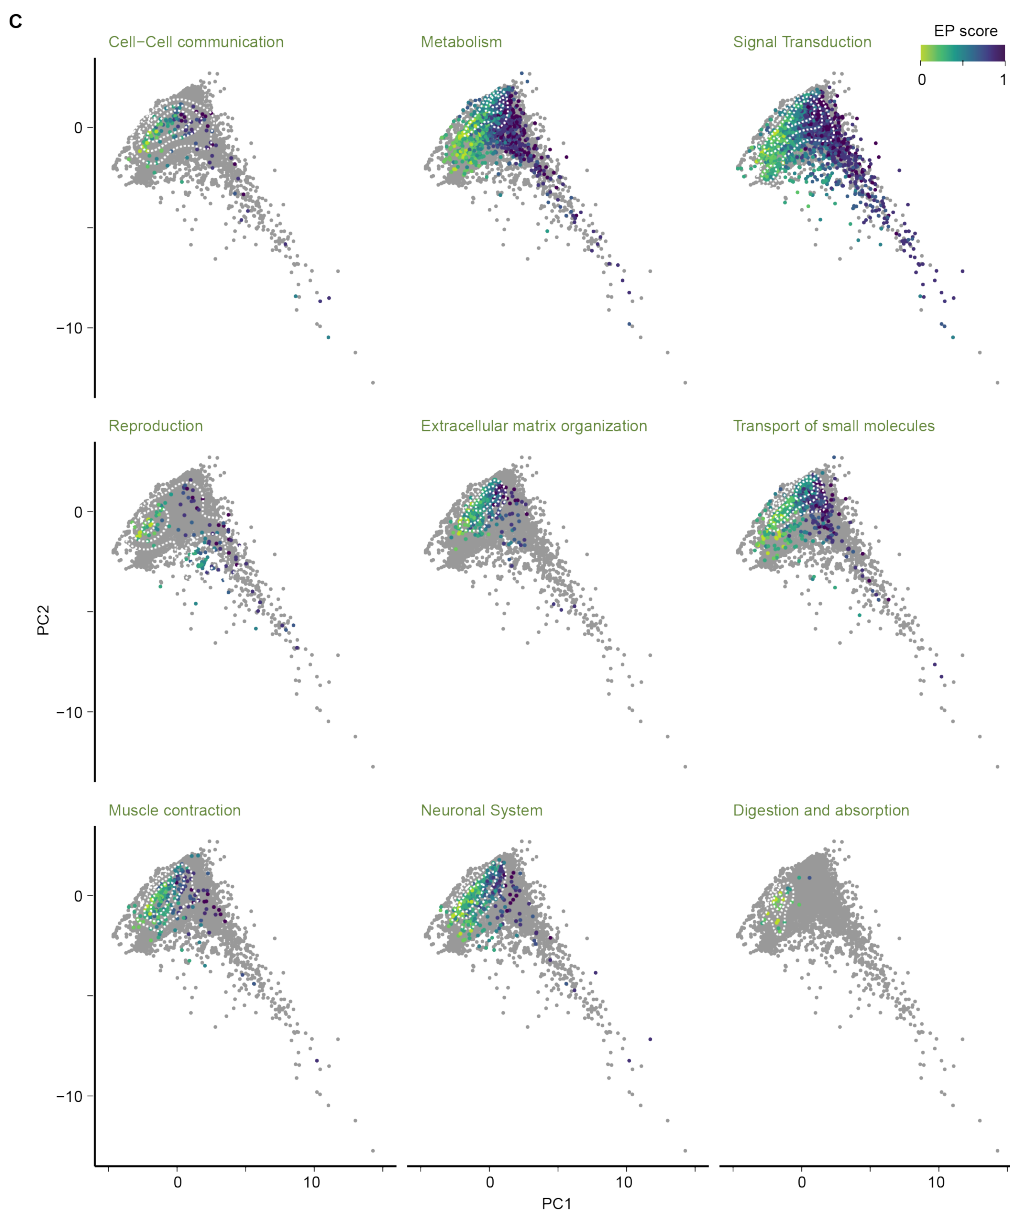 C
Cell−Cell communication
Metabolism
Signal Transduction
EP score
0 1
0
−10
Reproduction
Extracellular matrix organization
Transport of small molecules
0
−10
PC2
Muscle contraction
Neuronal System
Digestion and absorption
0
−10
0 10 0 10 0 10
PC1